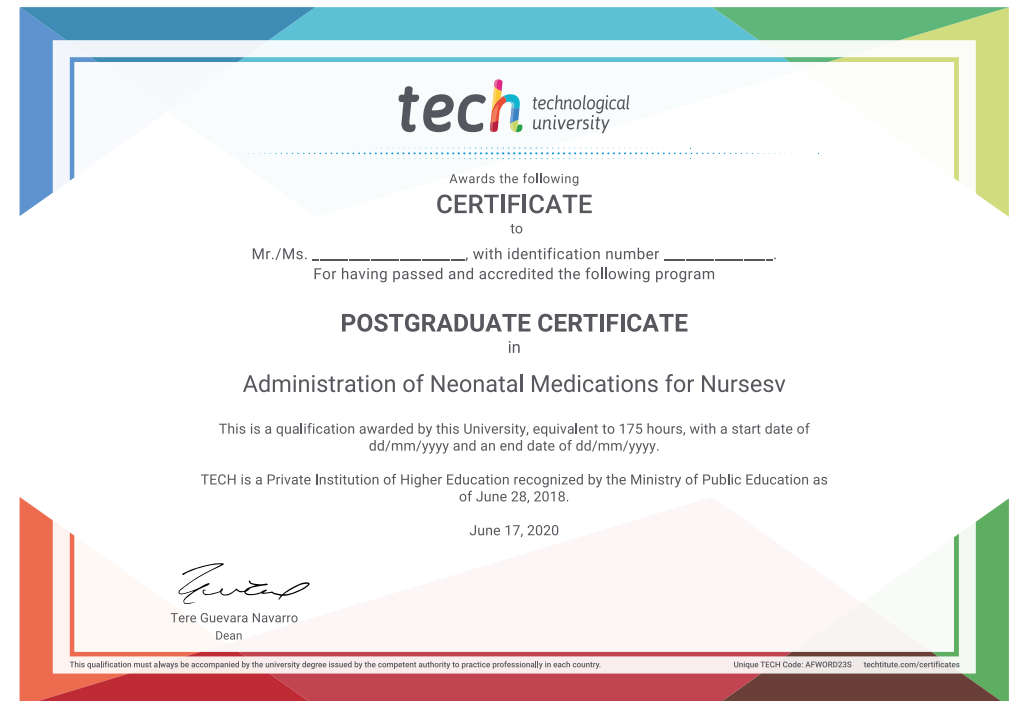 tech technological
university
Awards the following
CERTIFICATE
to
Mr./Ms. ___________________, with identification number _____________.
For having passed and accredited the following program
POSTGRADUATE CERTIFICATE
in
Administration of Neonatal Medications for Nursesv
This is a qualification awarded by this University, equivalent to 175 hours, with a start date of
dd/mm/yyyy and an end date of dd/mm/yyyy.
TECH is a Private Institution of Higher Education recognized by the Ministry of Public Education as
of June 28, 2018.
June 17, 2020
Tere Guevara Navarro
Dean
This qualification must always be accompanied by the university degree issued by the competent authority to practice professionally in each country.
Unique TECH Code: AFWORD23S techtitute.com/certificates